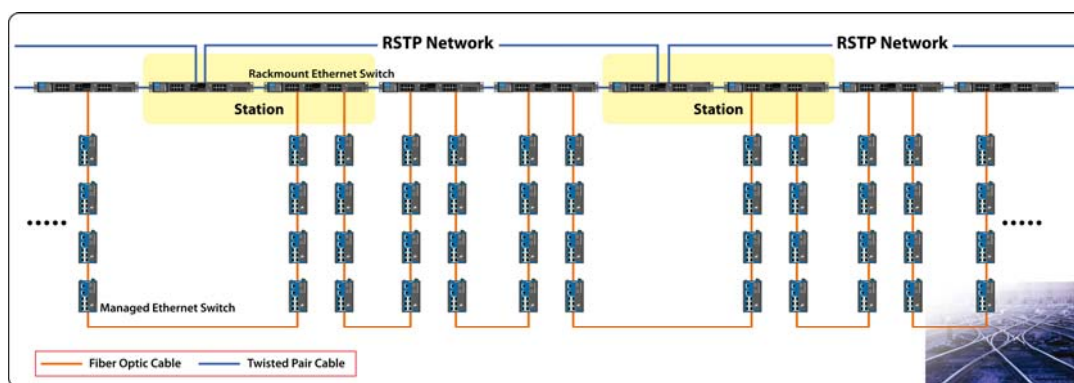 RSTP Network
RSTP Network
Rackmount Ethernet Switch
Station
Station
Managed Ethernet Switch
Fiber Optic Cable
Twisted Pair Cable